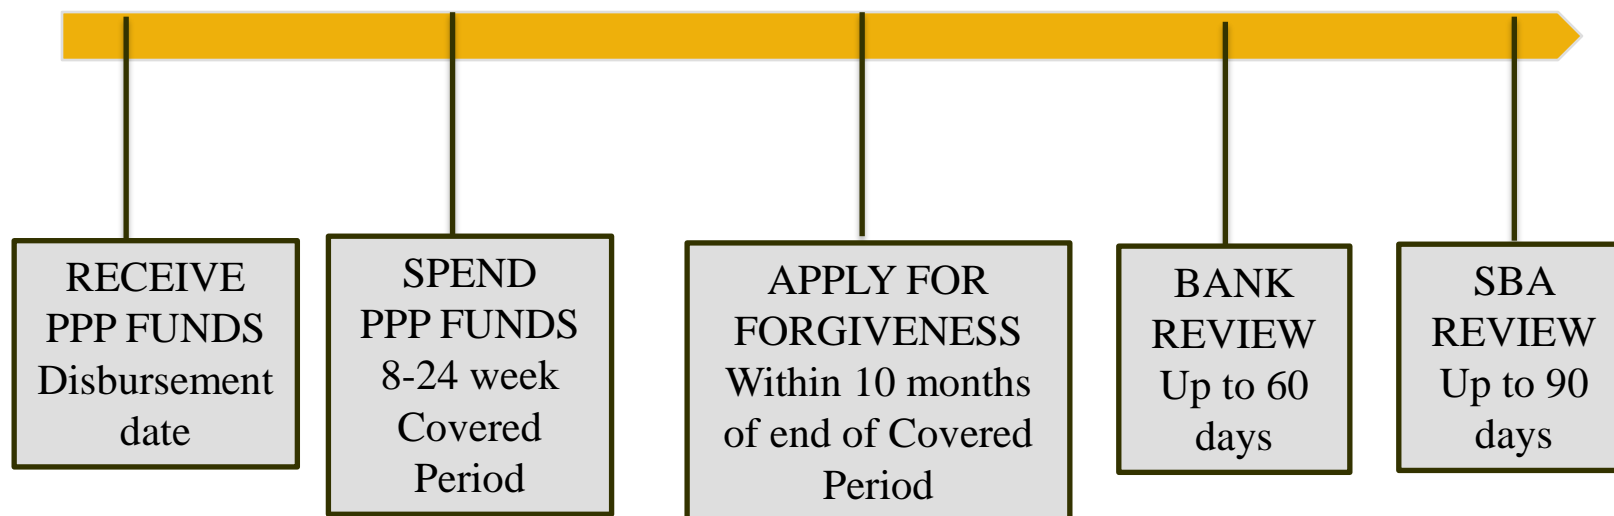 RECEIVE
PPP FUNDS
Disbursement
date
SPEND
PPP FUNDS
8-24 week
Covered
Period
APPLY FOR
FORGIVENESS
Within 10 months
of end of Covered
Period
BANK
REVIEW
Up to 60
days
SBA
REVIEW
Up to 90
days